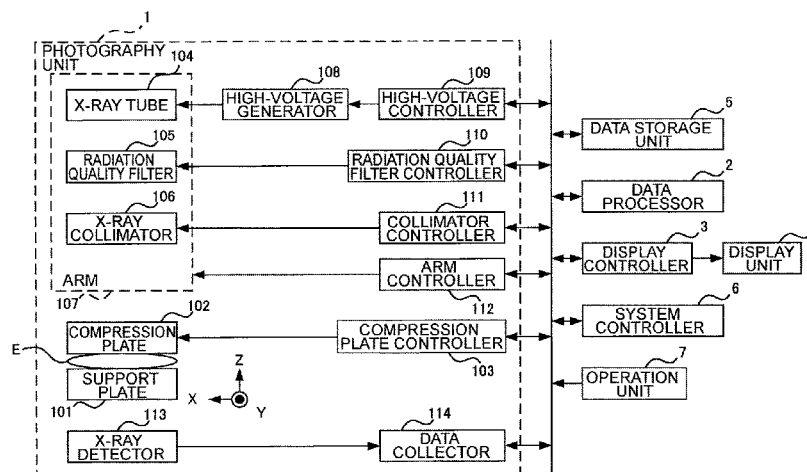 1
PHOTOGRAPHY
UNIT
104
X-RAY TUBE
108
HIGH-VOLTAGE
GENERATOR
109
HIGH-VOLTAGE
CONTROLLER
5
DATA STORAGE
UNIT
105
RADIATION
QUALITY FILTER
110
RADIATION QUALITY
FILTER CONTROLLER
2
DATA
PROCESSOR
106
X-RAY
COLLIMATOR
111
COLLIMATOR
CONTROLLER
3
DISPLAY
CONTROLLER
DISPLAY
UNIT
ARM
107
ARM
CONTROLLER
112
6
SYSTEM
CONTROLLER
102
COMPRESSION
PLATE
COMPRESSION
PLATE CONTROLLER
103
E
SUPPORT
PLATE
101
Z
X
Y
7
OPERATION
UNIT
113
X-RAY
DETECTOR
114
DATA
COLLECTOR